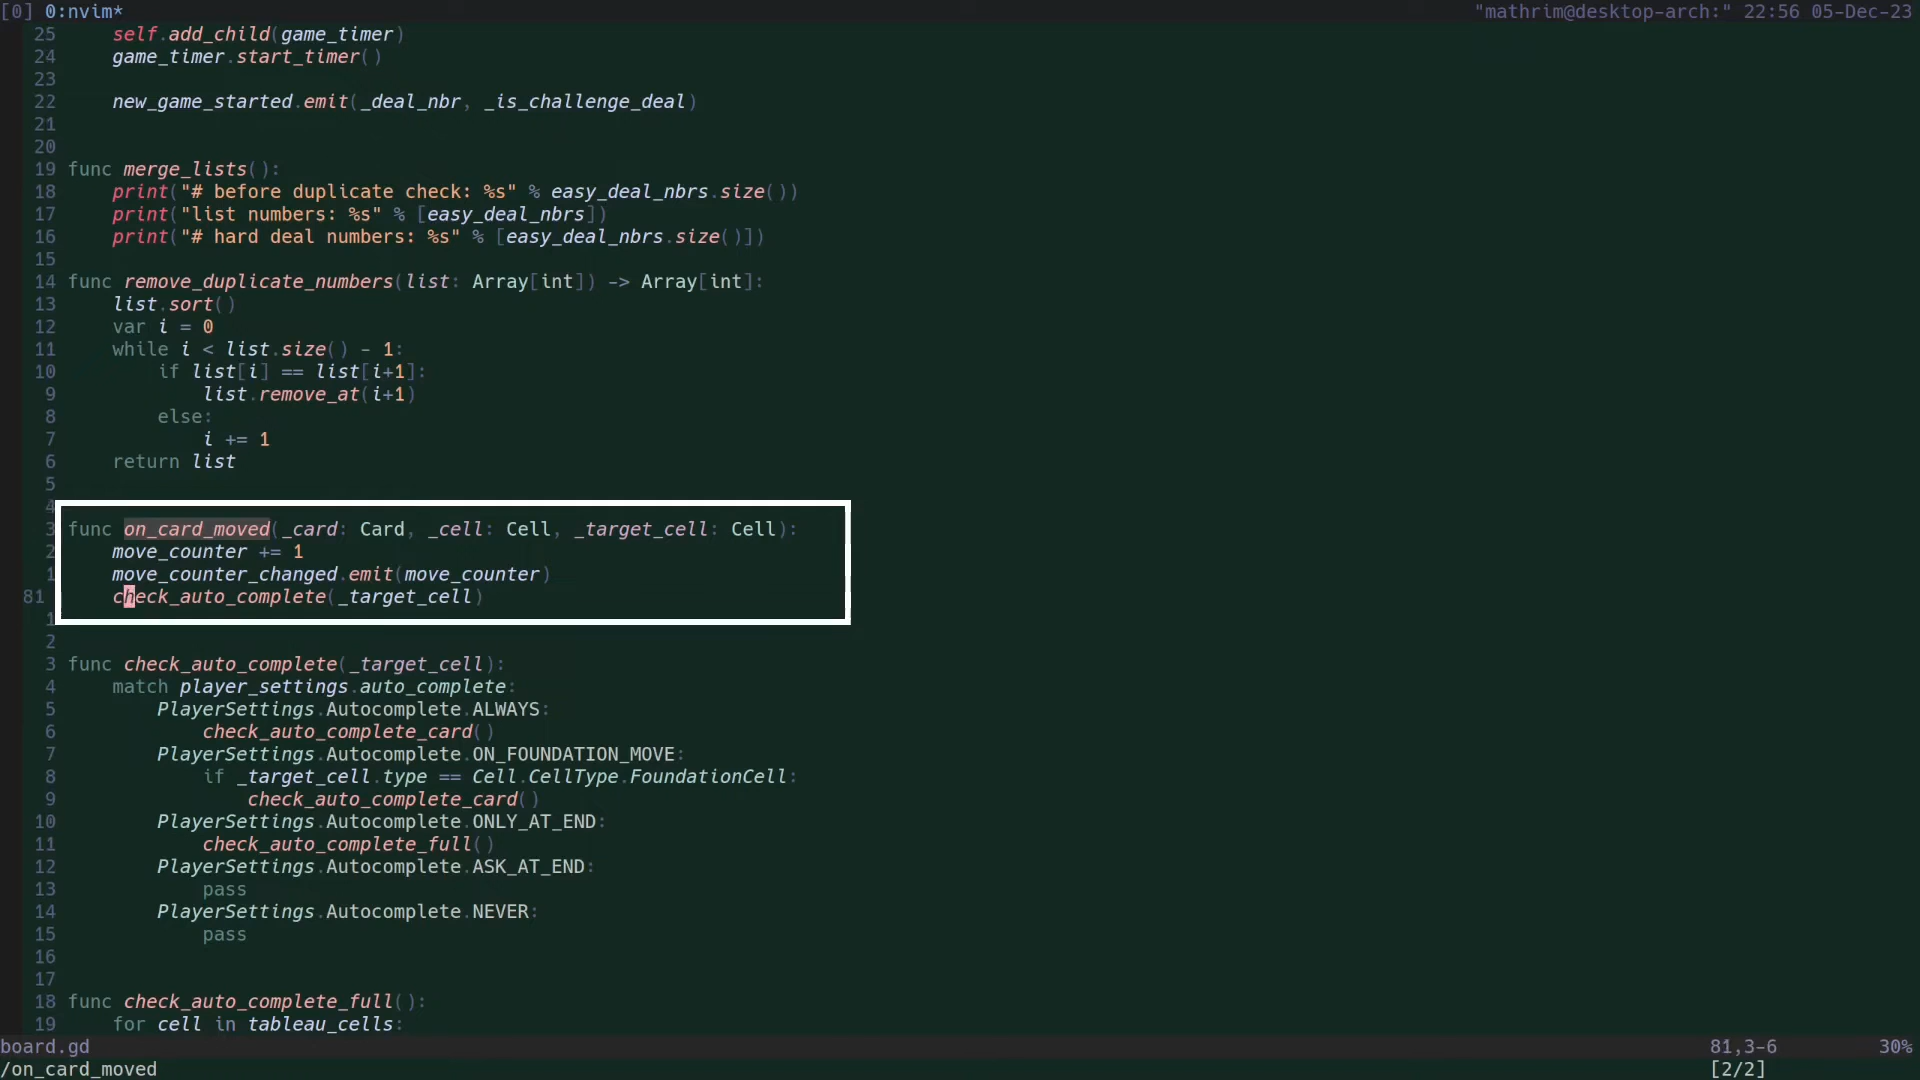 [0] 0:nvim* "mathrim@desktop-arch:" 22:56 05-Dec-23
25 self.add_child(game_timer)
24 game_timer.start_timer()
23
22 new_game_started.emit(_deal_nbr, _is_challenge_deal)
21
20
19 func merge_lists():
18 print("# before duplicate check: %s" % easy_deal_nbrs.size())
17 print("list numbers: %s" % [easy_deal_nbrs])
16 print("# hard deal numbers: %s" % [easy_deal_nbrs.size()])
15
14 func remove_duplicate_numbers(list: Array[int]) -> Array[int]:
13 list.sort()
12 var i = 0
11 while i < list.size() - 1:
10 if list[i] == list[i+1]:
9 list.remove_at(i+1)
8 else:
7 i += 1
6 return list
5
4
3 func on_card_moved(_card: Card, _cell: Cell, _target_cell: Cell):
2 move_counter += 1
1 move_counter_changed.emit(move_counter)
81 check_auto_complete(_target_cell)
1
2
3 func check_auto_complete(_target_cell):
4 match player_settings.auto_complete:
5 PlayerSettings.Autocomplete.ALWAYS:
6 check_auto_complete_card()
7 PlayerSettings.Autocomplete.ON_FOUNDATION_MOVE:
8 if _target_cell.type == Cell.CellType.FoundationCell:
9 check_auto_complete_card()
10 PlayerSettings.Autocomplete.ONLY_AT_END:
11 check_auto_complete_full()
12 PlayerSettings.Autocomplete.ASK_AT_END:
13 pass
14 PlayerSettings.Autocomplete.NEVER:
15 pass
16
17
18 func check_auto_complete_full():
19 for cell in tableau_cells:
board.gd 81,3-6 30%
/on_card_moved [2/2]